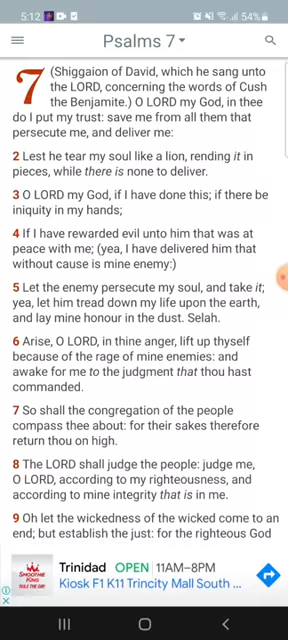 5:12 54%
Psalms 7
7 (Shiggaion of David, which he sang unto
the LORD, concerning the words of Cush
the Benjamite.) O LORD my God, in thee
do I put my trust: save me from all them that
persecute me, and deliver me:
2 Lest he tear my soul like a lion, rending it in
pieces, while there is none to deliver.
3 O LORD my God, if I have done this; if there be
iniquity in my hands;
4 If I have rewarded evil unto him that was at
peace with me; (yea, I have delivered him that
without cause is mine enemy:)
5 Let the enemy persecute my soul, and take it;
yea, let him tread down my life upon the earth,
and lay mine honour in the dust. Selah.
6 Arise, O LORD, in thine anger, lift up thyself
because of the rage of mine enemies: and
awake for me to the judgment that thou hast
commanded.
7 So shall the congregation of the people
compass thee about: for their sakes therefore
return thou on high.
8 The LORD shall judge the people: judge me,
O LORD, according to my righteousness, and
according to mine integrity that is in me.
9 Oh let the wickedness of the wicked come to an
end; but establish the just: for the righteous God
SMOOTHIE
KING
RULE THE DAY
Trinidad OPEN 11AM–8PM
Kiosk F1 K11 Trincity Mall South ...